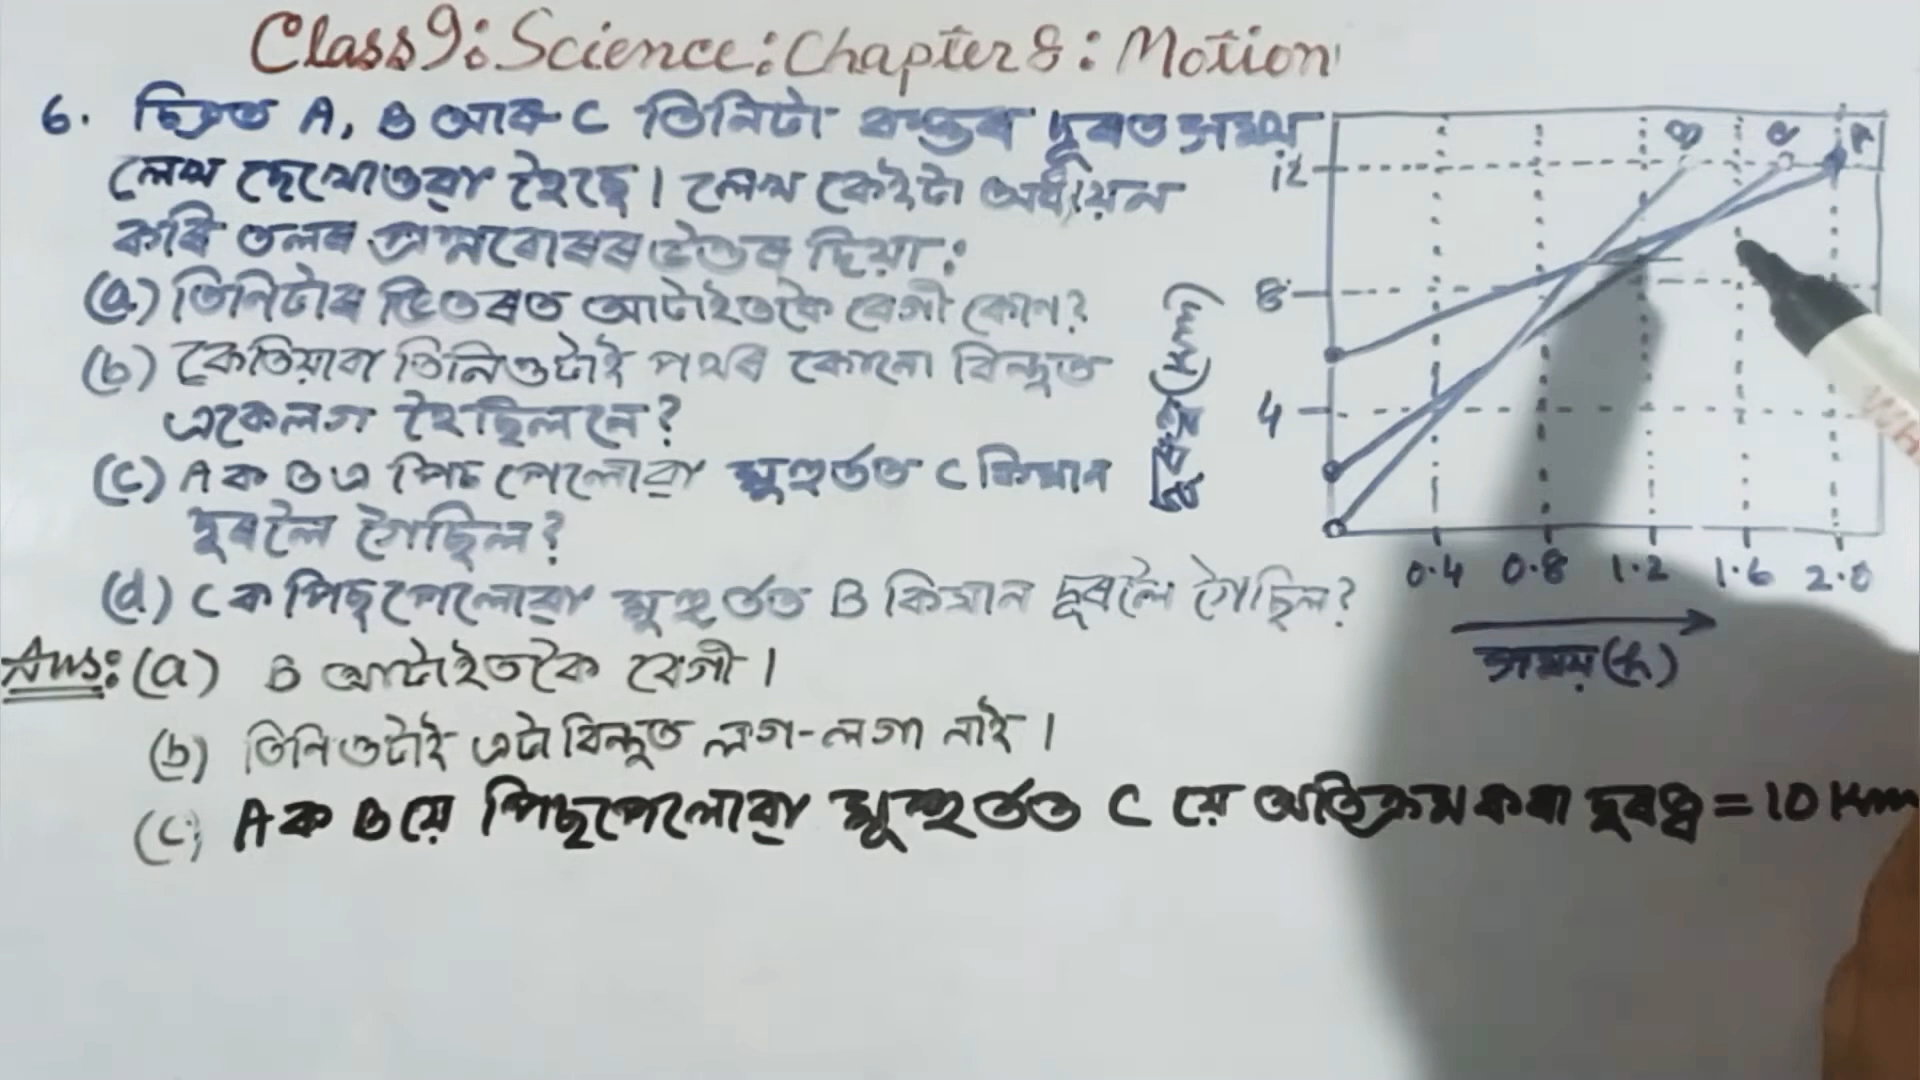 Class 9: Science: Chapter 8: Motion
6. চিত্ৰত A, B আৰু C তিনিটা বস্তুৰ দূৰত্ব সময়
লেখ দেখোওৱা হৈছে। লেখ কেইটা অধ্যয়ন
কৰি তলৰ প্ৰশ্নবোৰৰ উত্তৰ দিয়া:
(a) তিনিটাৰ ভিতৰত আটাইতকৈ বেগী কোন?
(b) কেতিয়াবা তিনিওটাই পথৰ কোনো বিন্দুত
একেলগ হৈছিলনে?
(c) A ক B এ পিচ পেলোৱা মুহূৰ্তত C কিমান
দূৰলৈ গৈছিল?
(d) C ক পিছপেলোৱা মুহূৰ্তত B কিমান দূৰলৈ গৈছিল?
Ans: (a) B আটাইতকৈ বেগী।
(b) তিনিওটাই এটা বিন্দুত লগ-লগা নাই।
(c) A ক B য়ে পিছপেলোৱা মুহূৰ্তত C য়ে অতিক্ৰম কৰা দূৰত্ব = 10 Km
B C A
12
8
4
(km)
0.4 0.8 1.2 1.6 2.0
সময় (h)